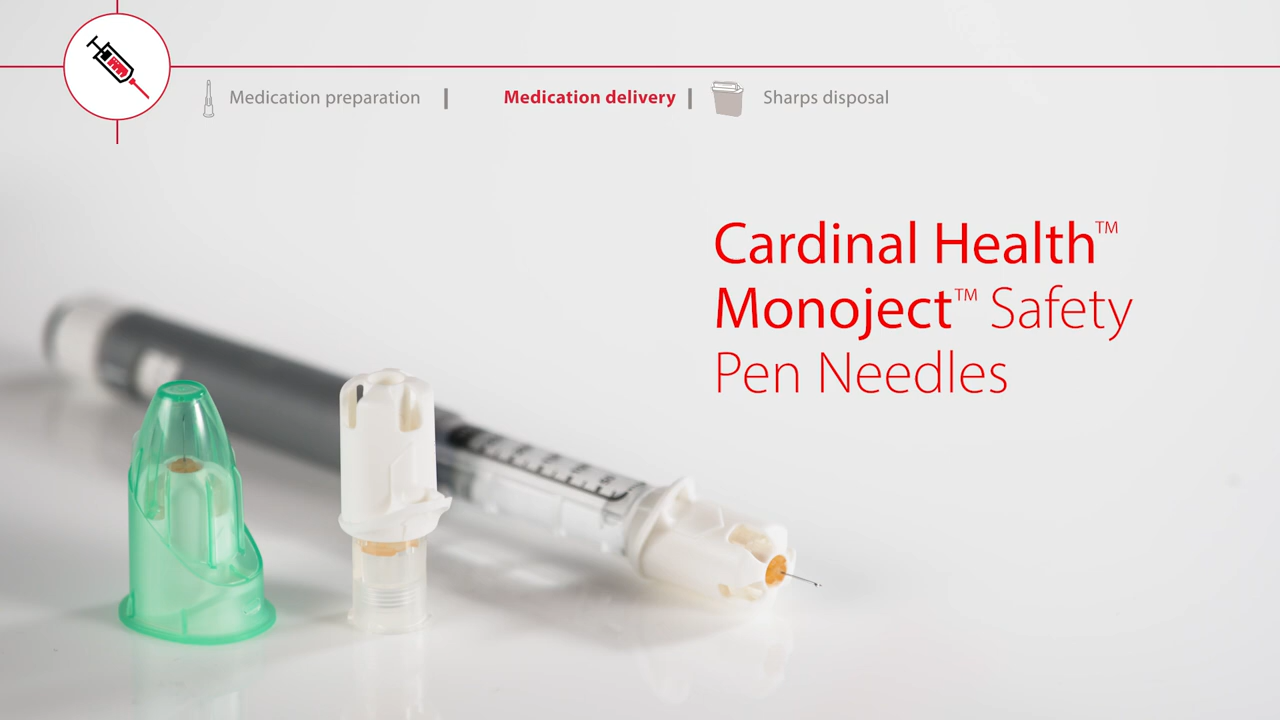 Medication preparation | Medication delivery | Sharps disposal
Cardinal Health™
Monoject™ Safety
Pen Needles